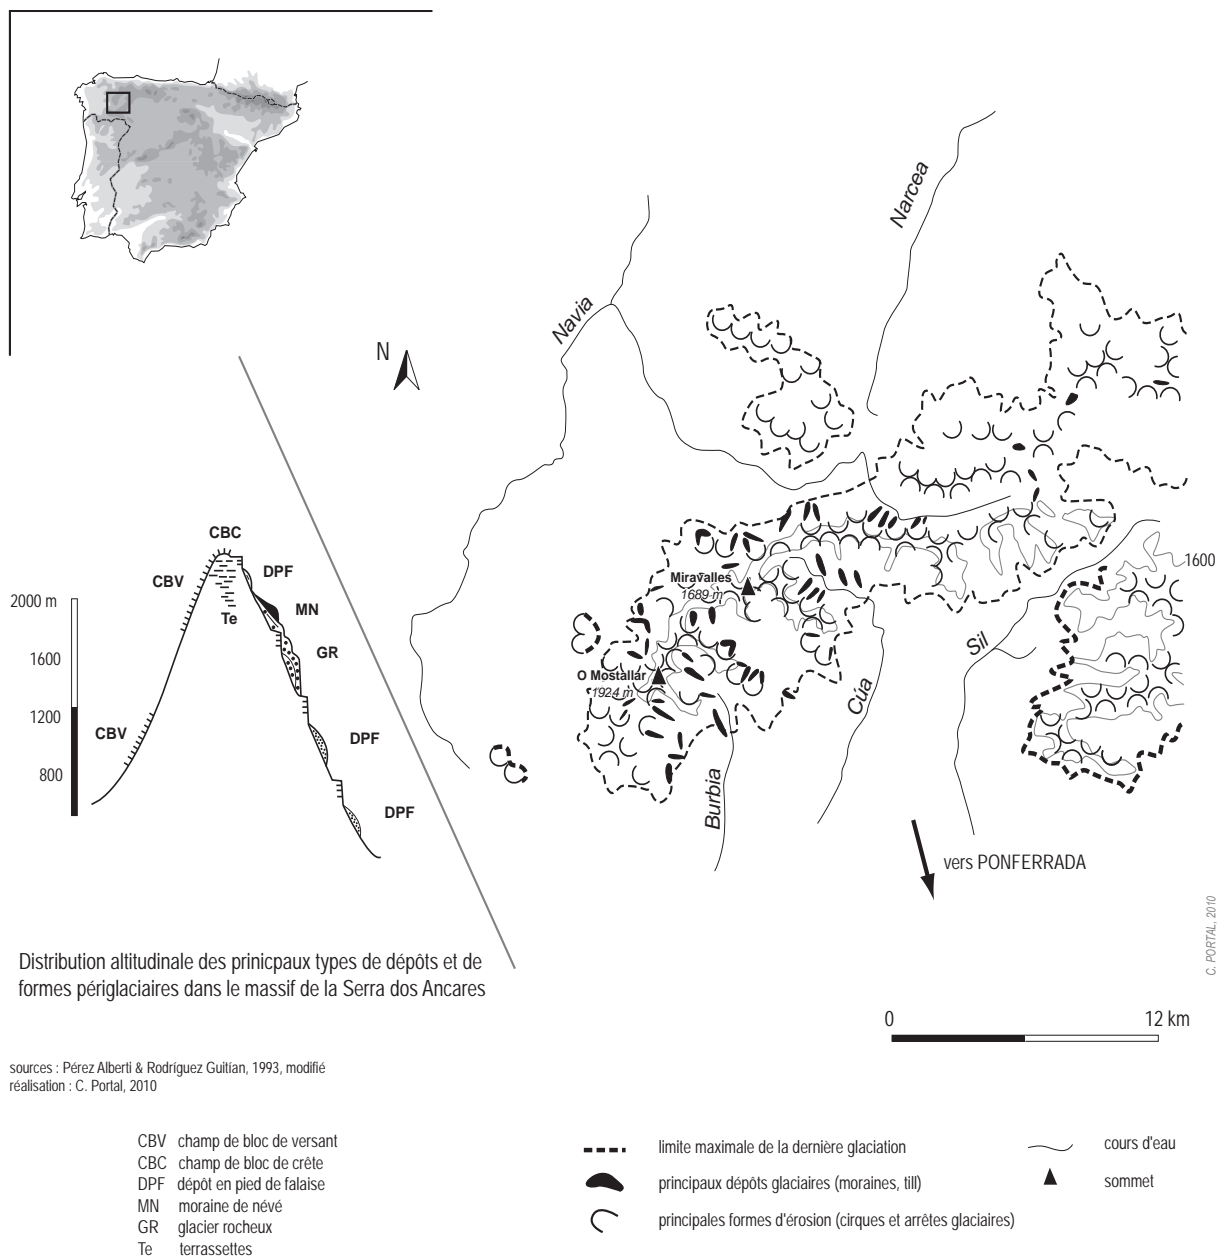 Narcea
Navia
N
CBC
CBV
DPF
2000 m
MN
Te
1600
GR
1200
CBV
DPF
800
DPF
Miravalles
1689 m
1600
O Mostallar
1924 m
Sil
Cúa
Burbia
vers PONFERRADA
C. PORTAL, 2010
Distribution altitudinale des prinicpaux types de dépôts et de
formes périglaciaires dans le massif de la Serra dos Ancares
0 12 km
sources : Pérez Alberti & Rodríguez Guitían, 1993, modifié
réalisation : C. Portal, 2010
CBV champ de bloc de versant
CBC champ de bloc de crête
DPF dépôt en pied de falaise
MN moraine de névé
GR glacier rocheux
Te terrassettes
limite maximale de la dernière glaciation
principaux dépôts glaciaires (moraines, till)
principales formes d'érosion (cirques et arrêtes glaciaires)
cours d'eau
sommet